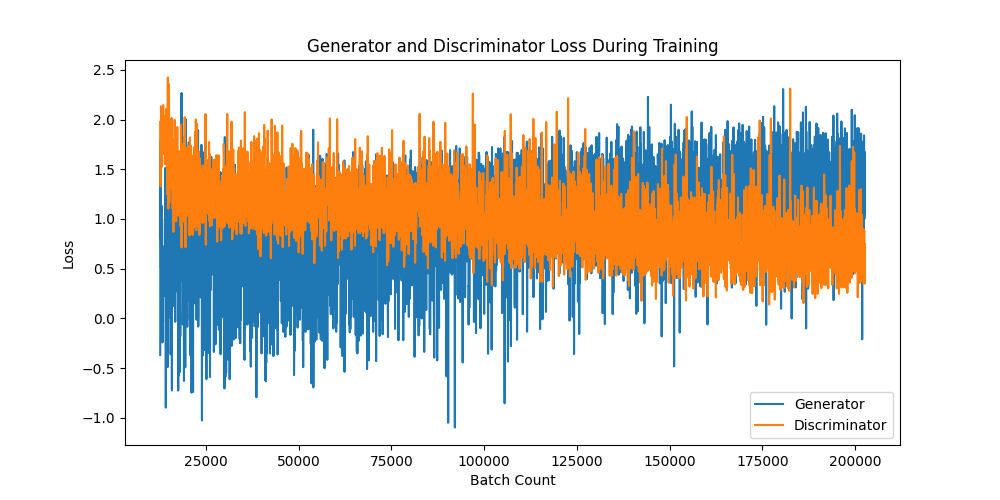 Generator and Discriminator Loss During Training
Loss
2.5
2.0
1.5
1.0
0.5
0.0
−0.5
−1.0
Generator
Discriminator
25000 50000 75000 100000 125000 150000 175000 200000
Batch Count